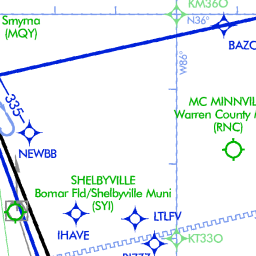 KM36O
Smyrna
(MQY)
N36°
BAZO
W86°
335
MC MINNVI
Warren County M
(RNC)
NEWBB
SHELBYVILLE
Bomar Fld/Shelbyville Muni
(SYI)
LTLFV
IHAVE
KT33O